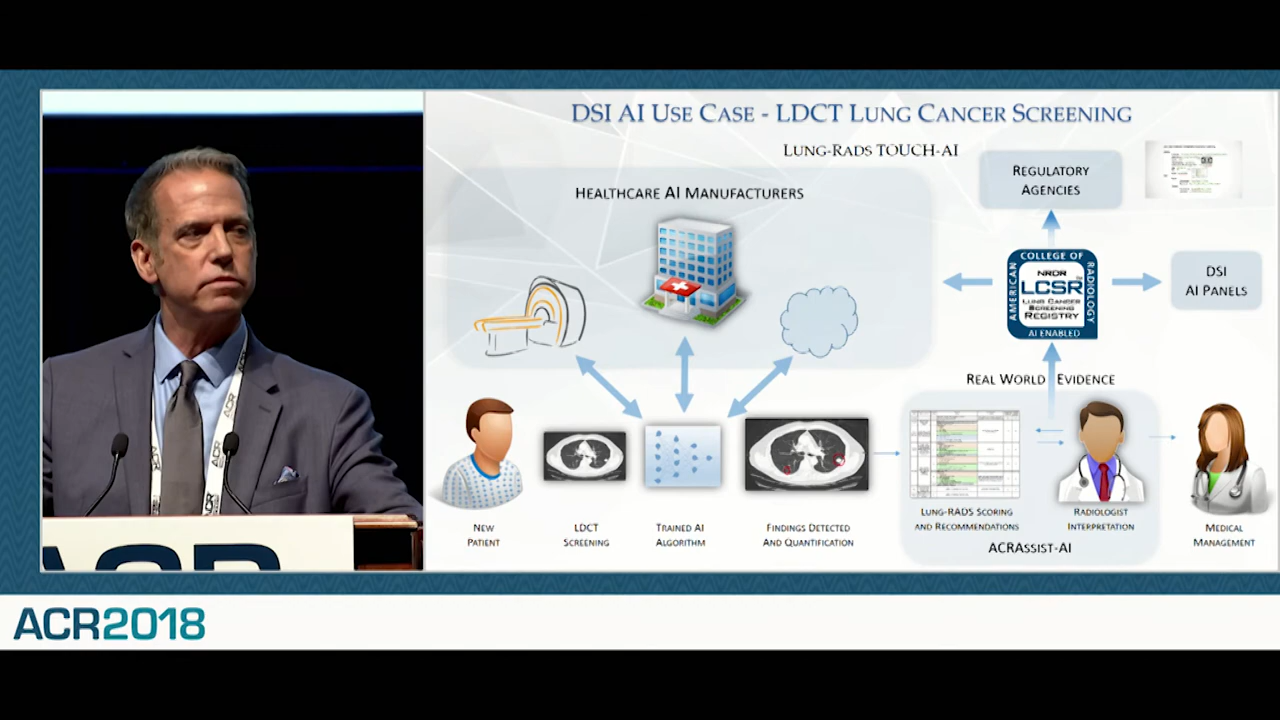 DSI AI USE CASE - LDCT LUNG CANCER SCREENING
LUNG-RADS TOUCH-AI
HEALTHCARE AI MANUFACTURERS
REGULATORY
AGENCIES
AMERICAN
COLLEGE OF
RADIOLOGY
NRDR
LCSR
LUNG CANCER
SCREENING
REGISTRY
AI ENABLED
DSI
AI PANELS
REAL WORLD EVIDENCE
NEW
PATIENT
LDCT
SCREENING
TRAINED AI
ALGORITHM
FINDINGS DETECTED
AND QUANTIFICATION
LUNG-RADS SCORING
AND RECOMMENDATIONS
RADIOLOGIST
INTERPRETATION
ACRASSIST-AI
MEDICAL
MANAGEMENT
ACR
ACR
ACR
ACR2018